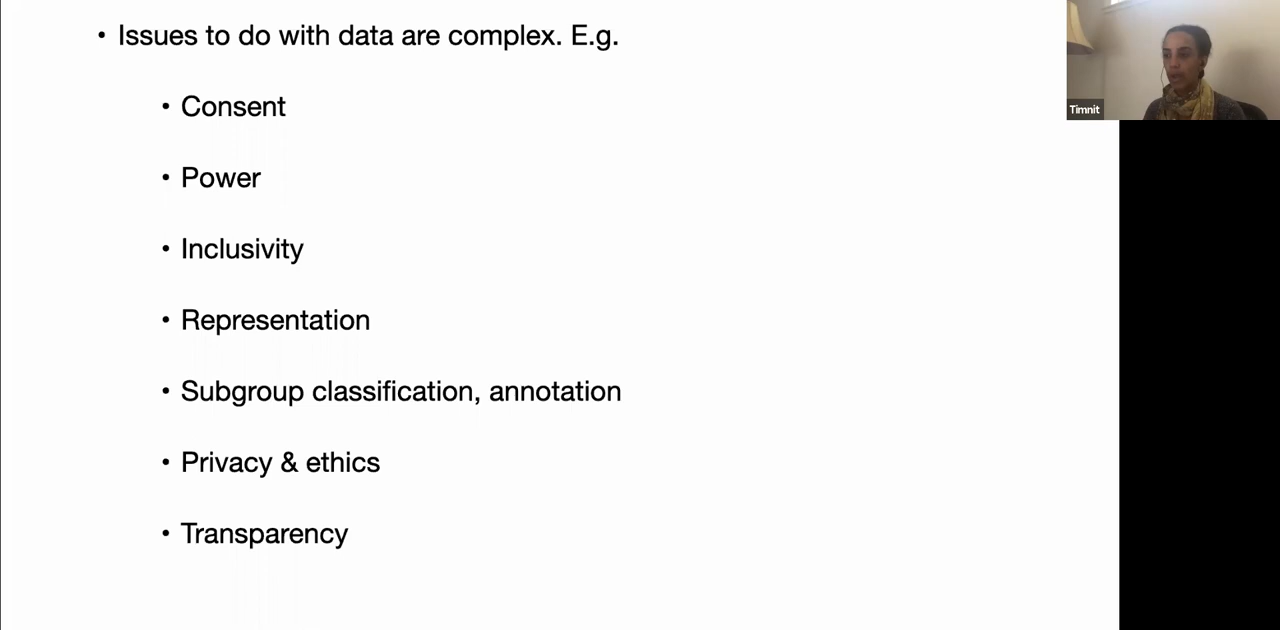 • Issues to do with data are complex. E.g.
• Consent
• Power
• Inclusivity
• Representation
• Subgroup classification, annotation
• Privacy & ethics
• Transparency
Timnit